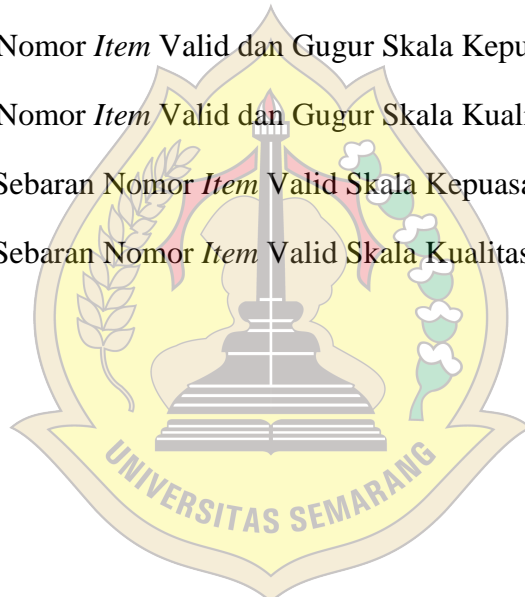 Nomor Item Valid dan Gugur Skala Kepu
Nomor Item Valid dan Gugur Skala Kuali
Sebaran Nomor Item Valid Skala Kepuasa
Sebaran Nomor Item Valid Skala Kualitas
UNIVERSITAS SEMARANG